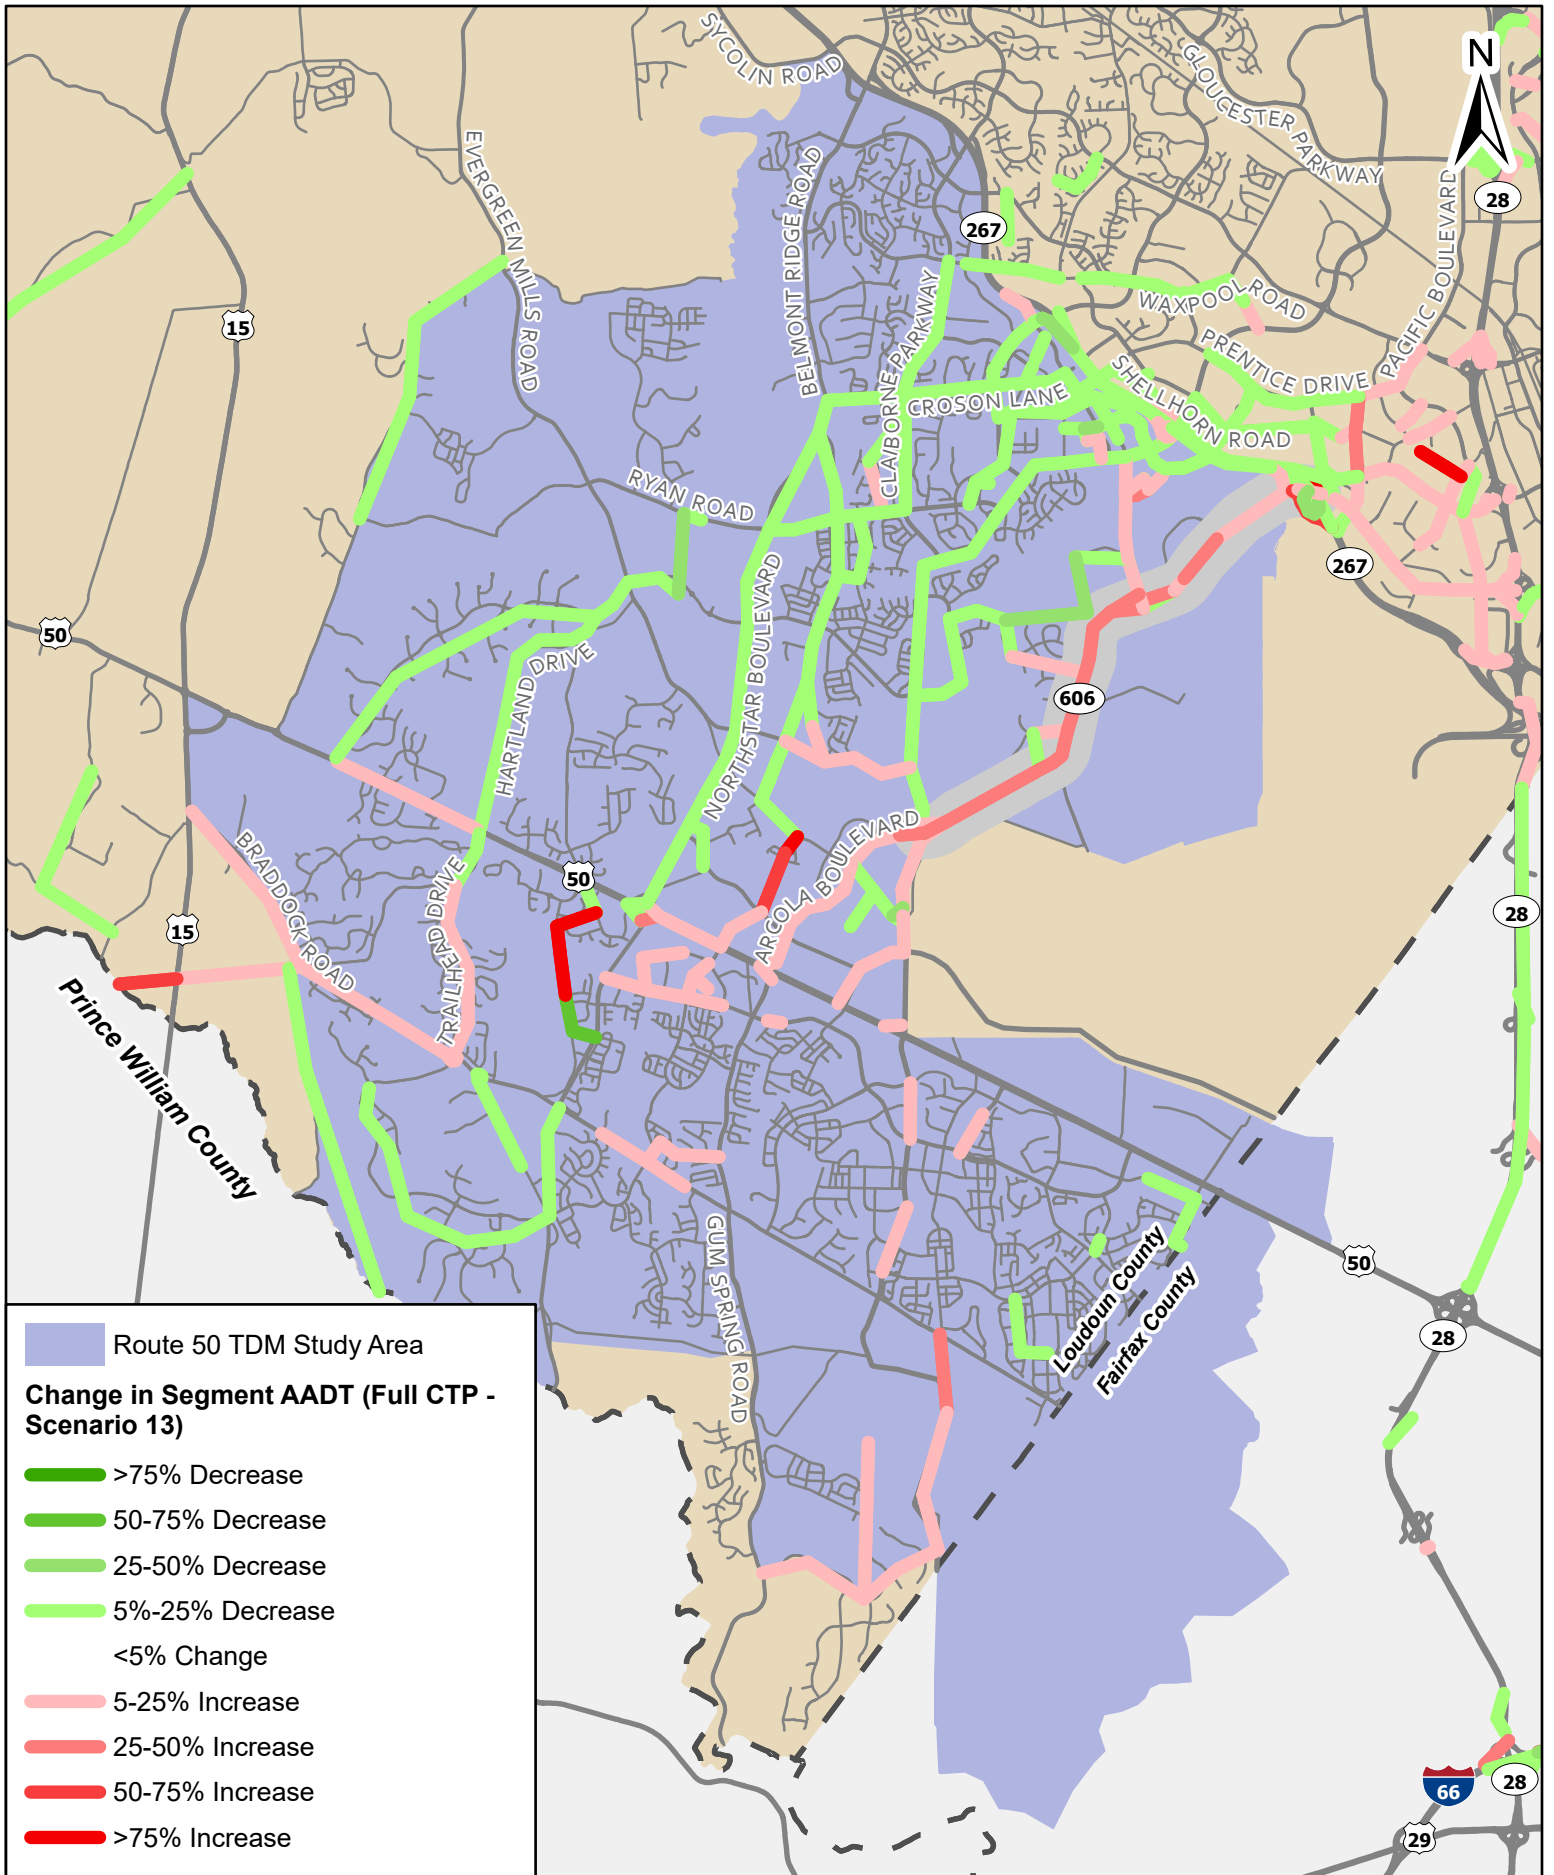 SYCOLIN ROAD
GLOUCESTER PARKWAY
N
28
EVERGREEN MILLS ROAD
BELMONT RIDGE ROAD
PACIFIC BOULEVARD
267
CLAIBORNE PARKWAY
WAXPOOL ROAD
15
PRENTICE DRIVE
SHELLHORN ROAD
CROSON LANE
RYAN ROAD
267
50
NORTHSTAR BOULEVARD
HARTLAND DRIVE
606
BRADDOCK ROAD
TRAILHEAD DRIVE
50
ARCOLA BOULEVARD
28
15
Prince William County
GUM SPRING ROAD
Loudoun County
Fairfax County
50
28
Route 50 TDM Study Area
Change in Segment AADT (Full CTP -
Scenario 13)
>75% Decrease
50-75% Decrease
25-50% Decrease
5%-25% Decrease
<5% Change
5-25% Increase
25-50% Increase
50-75% Increase
>75% Increase
66
28
29